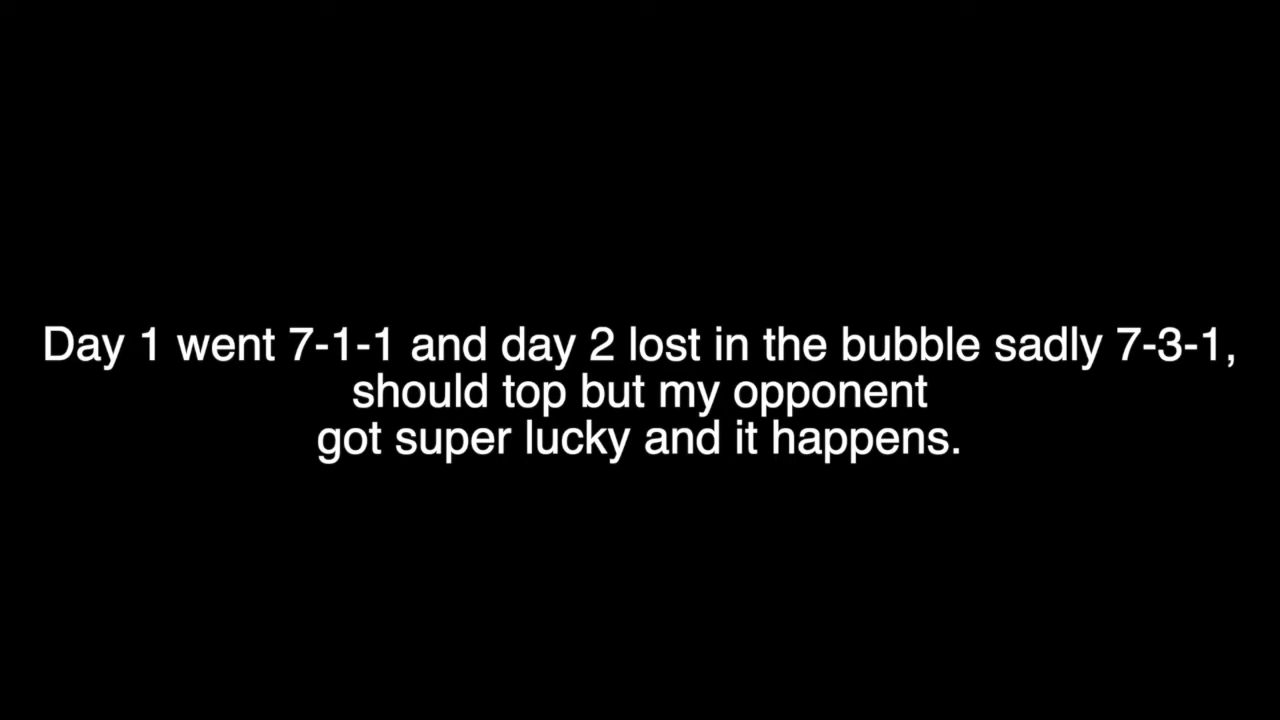 Day 1 went 7-1-1 and day 2 lost in the bubble sadly 7-3-1,
should top but my opponent
got super lucky and it happens.